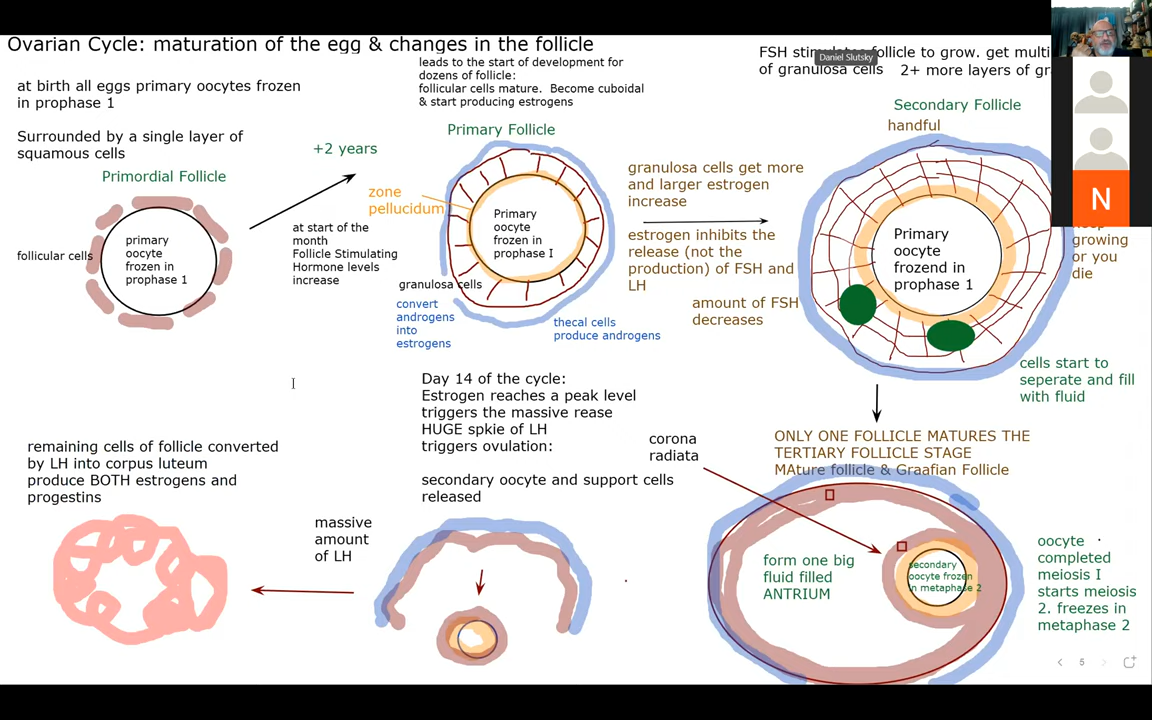 Ovarian Cycle: maturation of the egg & changes in the follicle
at birth all eggs primary oocytes frozen
in prophase 1
Surrounded by a single layer of
squamous cells
Primordial Follicle
follicular cells
primary
oocyte
frozen in
prophase 1
+2 years
at start of the
month
Follicle Stimulating
Hormone levels
increase
leads to the start of development for
dozens of follicle:
follicular cells mature. Become cuboidal
& start producing estrogens
Primary Follicle
zone
pellucidum
Primary
oocyte
frozen in
prophase I
granulosa cells
convert
androgens
into
estrogens
thecal cells
produce androgens
granulosa cells get more
and larger estrogen
increase
estrogen inhibits the
release (not the
production) of FSH and
LH
amount of FSH
decreases
FSH stimulates follicle to grow. get multi
of granulosa cells 2+ more layers of gr
Daniel Slutsky
Secondary Follicle
handful
Primary
oocyte
frozend in
prophase 1
N
keep
growing
or you
die
cells start to
seperate and fill
with fluid
ONLY ONE FOLLICLE MATURES THE
TERTIARY FOLLICLE STAGE
MAture follicle & Graafian Follicle
corona
radiata
form one big
fluid filled
ANTRIUM
secondary
oocyte frozen
in metaphase 2
oocyte
completed
meiosis I
starts meiosis
2. freezes in
metaphase 2
Day 14 of the cycle:
Estrogen reaches a peak level
triggers the massive rease
HUGE spkie of LH
triggers ovulation:
secondary oocyte and support cells
released
massive
amount
of LH
remaining cells of follicle converted
by LH into corpus luteum
produce BOTH estrogens and
progestins
5